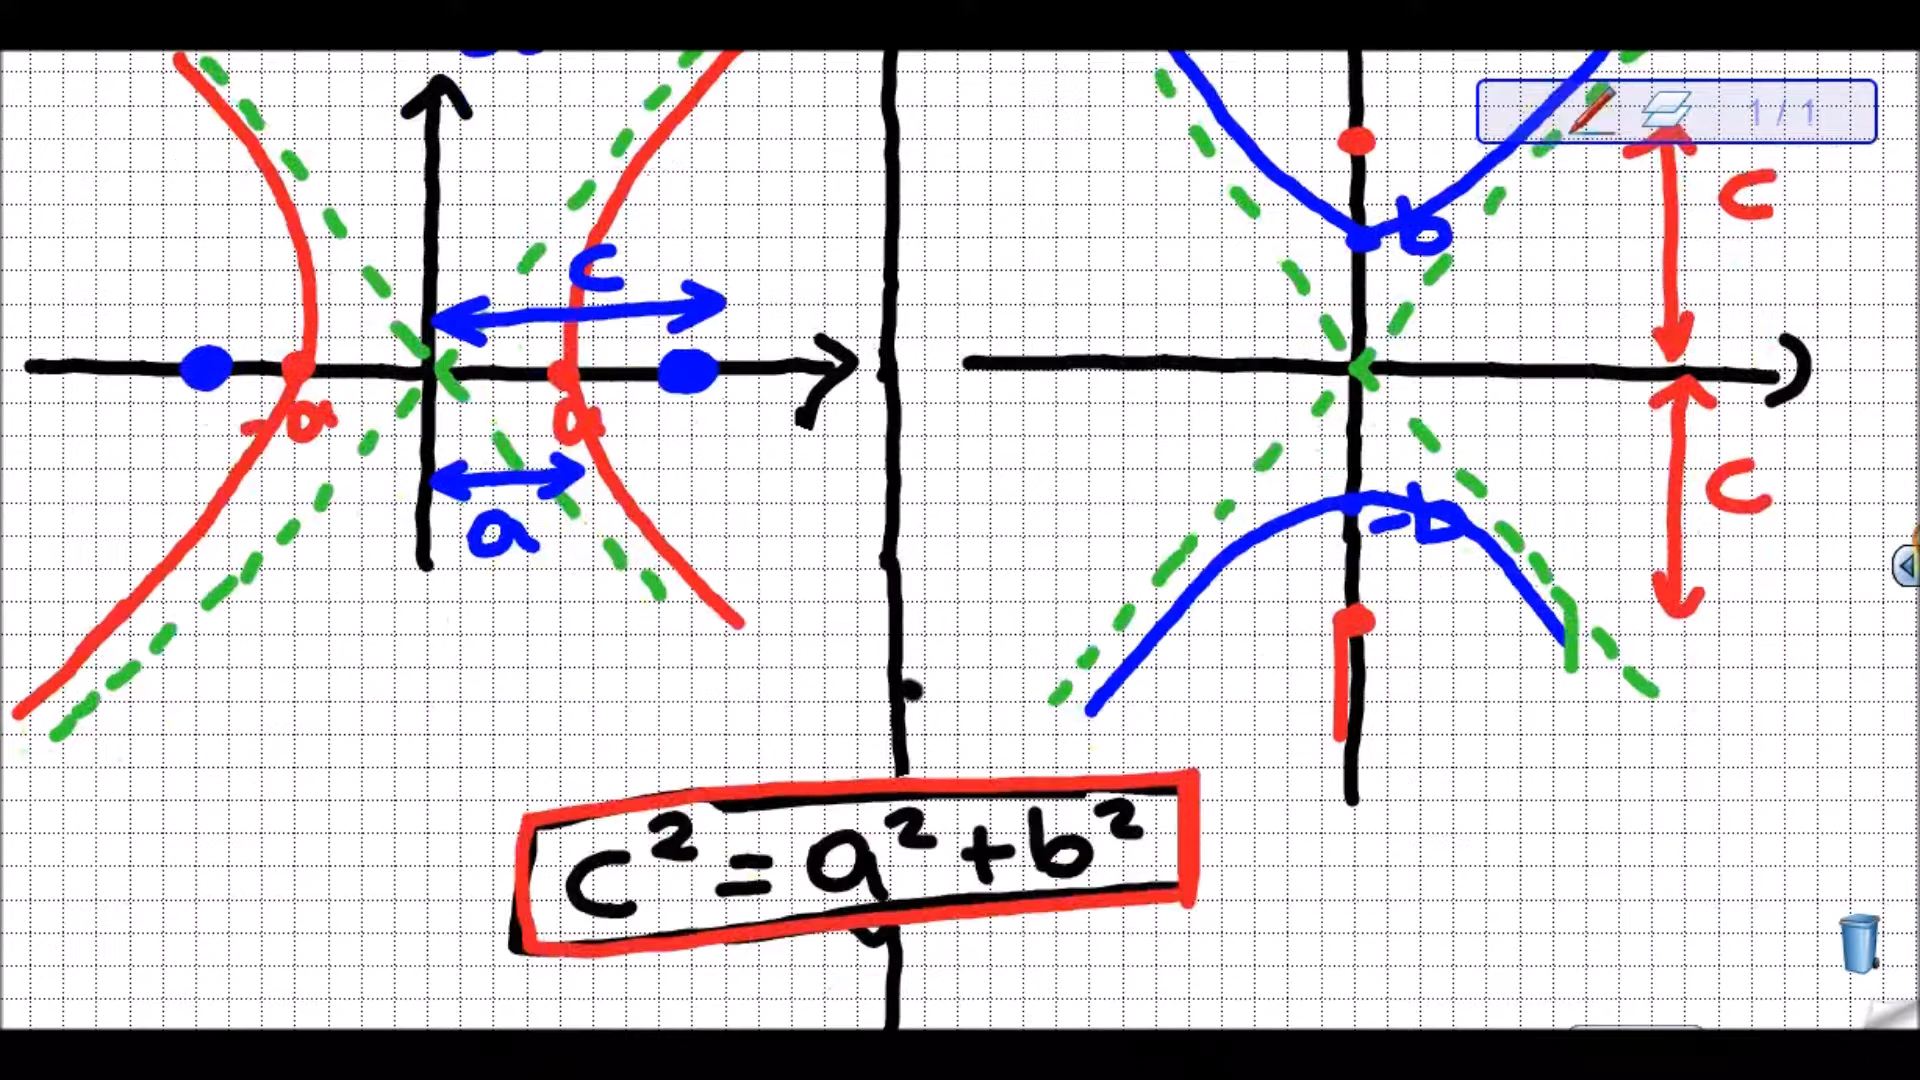 1 / 1
c
b
c
-a
a
c
-b
a
c² = a² + b²